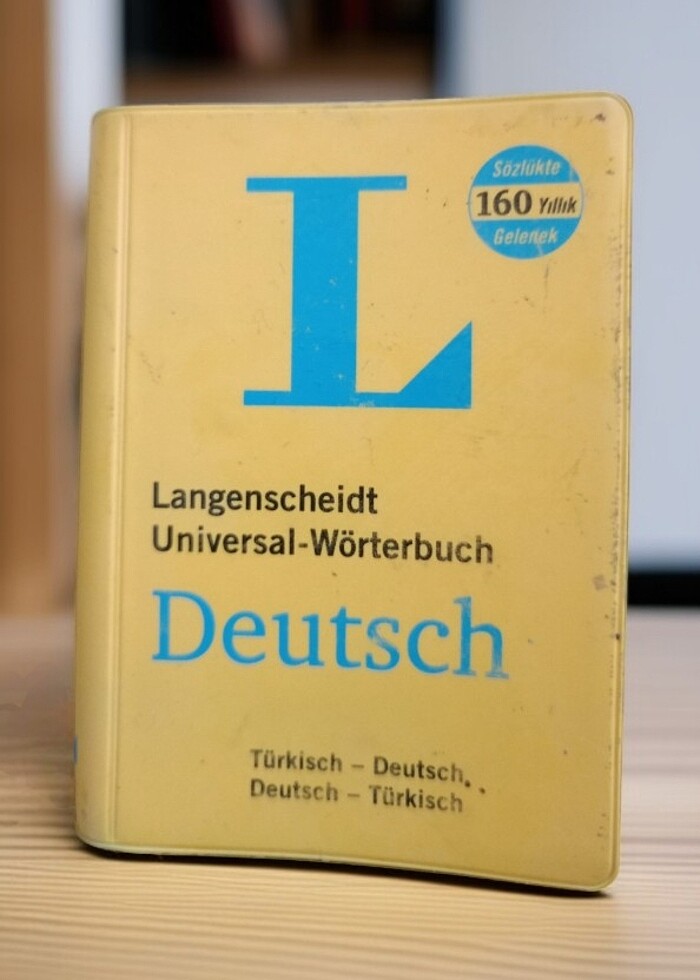 L
Sözlükte
160 Yıllık
Gelenek
Langenscheidt
Universal-Wörterbuch
Deutsch
Türkisch – Deutsch
Deutsch – Türkisch